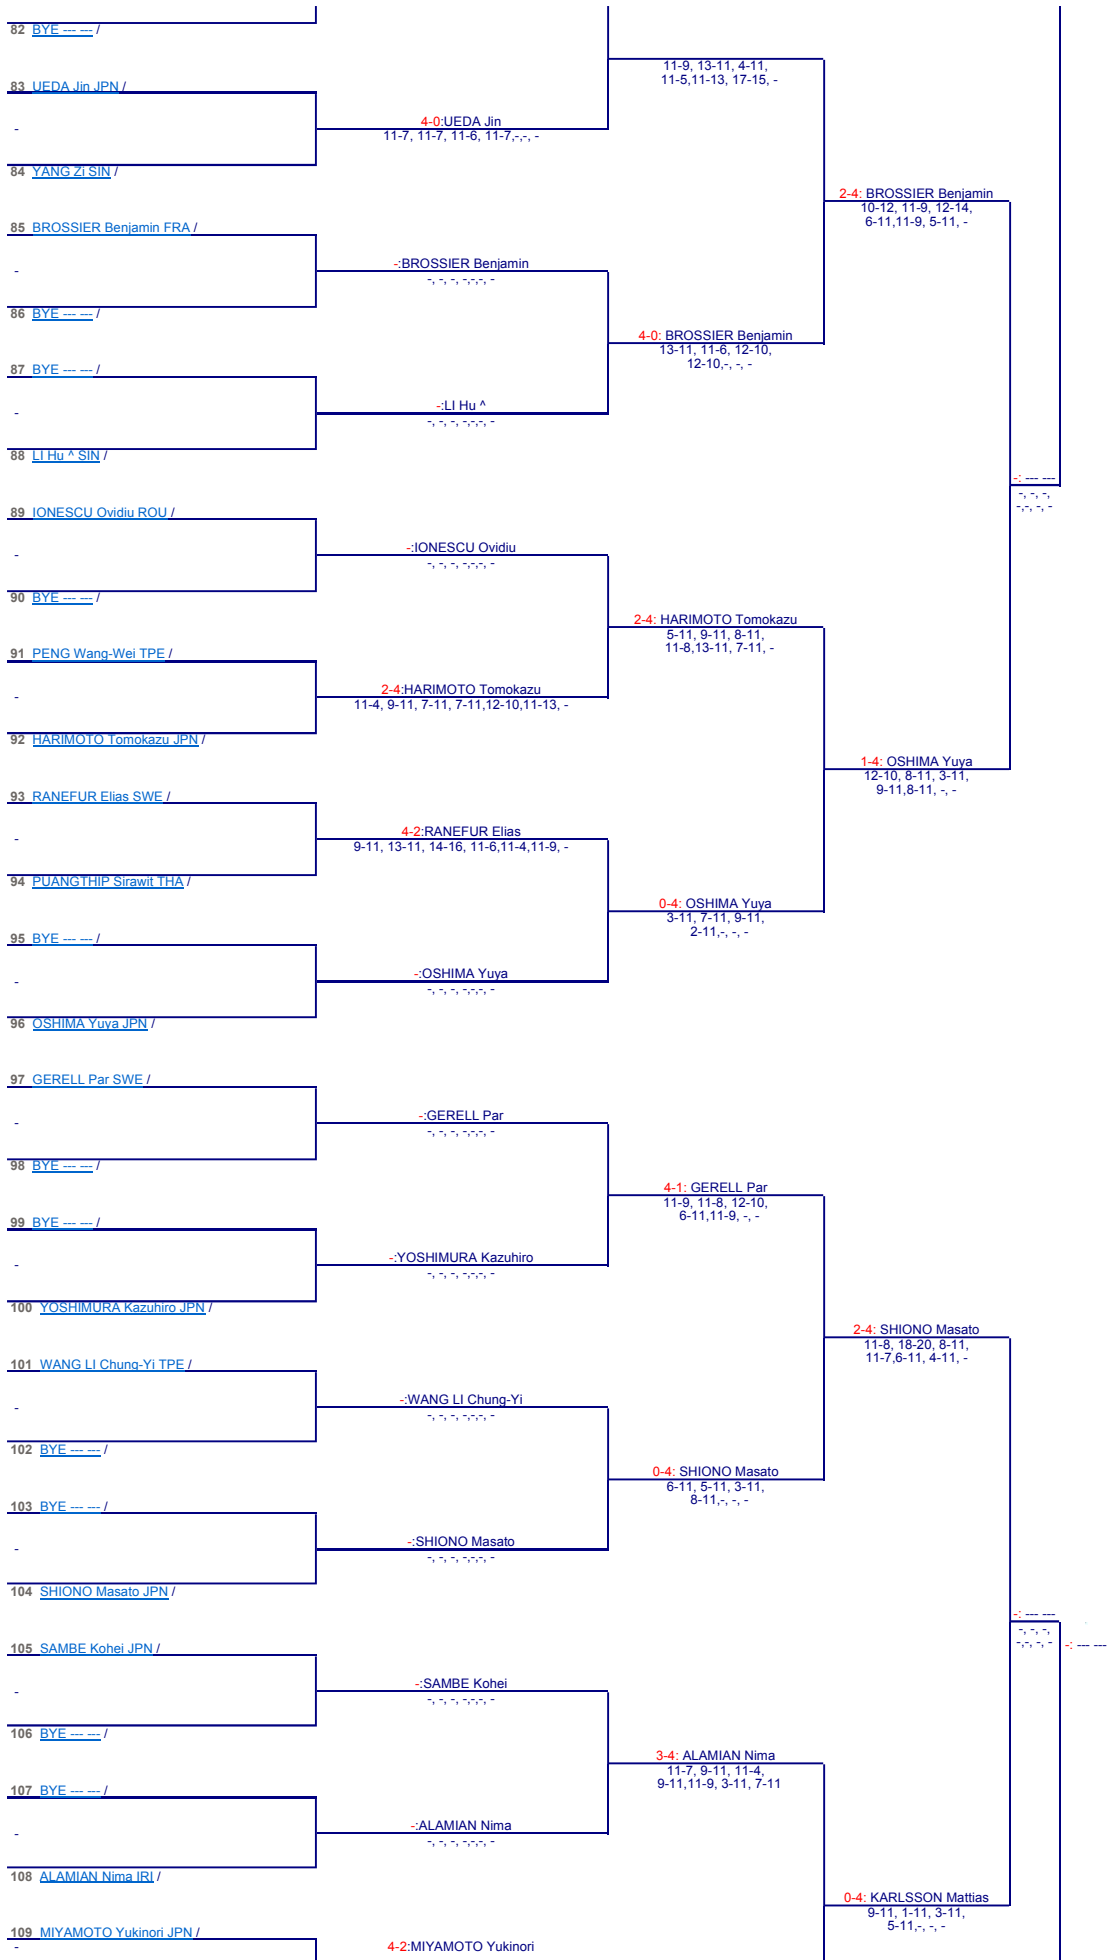 82 BYE --- --- /
11-9, 13-11, 4-11,
11-5,11-13, 17-15, -
83 UEDA Jin JPN /
-
4-0:UEDA Jin
11-7, 11-7, 11-6, 11-7,-,-, -
84 YANG Zi SIN /
2-4: BROSSIER Benjamin
10-12, 11-9, 12-14,
6-11,11-9, 5-11, -
85 BROSSIER Benjamin FRA /
-
-:BROSSIER Benjamin
-, -, -, -,-,-, -
86 BYE --- --- /
4-0: BROSSIER Benjamin
13-11, 11-6, 12-10,
12-10,-, -, -
87 BYE --- --- /
-
-:LI Hu ^
-, -, -, -,-,-, -
88 LI Hu ^ SIN /
-: --- ---
-, -, -,
-,-, -, -
89 IONESCU Ovidiu ROU /
-
-:IONESCU Ovidiu
-, -, -, -,-,-, -
90 BYE --- --- /
2-4: HARIMOTO Tomokazu
5-11, 9-11, 8-11,
11-8,13-11, 7-11, -
91 PENG Wang-Wei TPE /
-
2-4:HARIMOTO Tomokazu
11-4, 9-11, 7-11, 7-11,12-10,11-13, -
92 HARIMOTO Tomokazu JPN /
1-4: OSHIMA Yuya
12-10, 8-11, 3-11,
9-11,8-11, -, -
93 RANEFUR Elias SWE /
-
4-2:RANEFUR Elias
9-11, 13-11, 14-16, 11-6,11-4,11-9, -
94 PUANGTHIP Sirawit THA /
0-4: OSHIMA Yuya
3-11, 7-11, 9-11,
2-11,-, -, -
95 BYE --- --- /
-
-:OSHIMA Yuya
-, -, -, -,-,-, -
96 OSHIMA Yuya JPN /
97 GERELL Par SWE /
-
-:GERELL Par
-, -, -, -,-,-, -
98 BYE --- --- /
4-1: GERELL Par
11-9, 11-8, 12-10,
6-11,11-9, -, -
99 BYE --- --- /
-
-:YOSHIMURA Kazuhiro
-, -, -, -,-,-, -
100 YOSHIMURA Kazuhiro JPN /
2-4: SHIONO Masato
11-8, 18-20, 8-11,
11-7,6-11, 4-11, -
101 WANG LI Chung-Yi TPE /
-
-:WANG LI Chung-Yi
-, -, -, -,-,-, -
102 BYE --- --- /
0-4: SHIONO Masato
6-11, 5-11, 3-11,
8-11,-, -, -
103 BYE --- --- /
-
-:SHIONO Masato
-, -, -, -,-,-, -
104 SHIONO Masato JPN /
-: --- ---
-, -, -,
-,-, -, -
-: --- ---
105 SAMBE Kohei JPN /
-
-:SAMBE Kohei
-, -, -, -,-,-, -
106 BYE --- --- /
3-4: ALAMIAN Nima
11-7, 9-11, 11-4,
9-11,11-9, 3-11, 7-11
107 BYE --- --- /
-
-:ALAMIAN Nima
-, -, -, -,-,-, -
108 ALAMIAN Nima IRI /
0-4: KARLSSON Mattias
9-11, 1-11, 3-11,
5-11,-, -, -
109 MIYAMOTO Yukinori JPN /
-
4-2:MIYAMOTO Yukinori